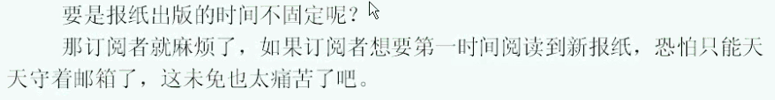 要是报纸出版的时间不固定呢？
那订阅者就麻烦了，如果订阅者想要第一时间阅读到新报纸，恐怕只能天
天守着邮箱了，这未免也太痛苦了吧。